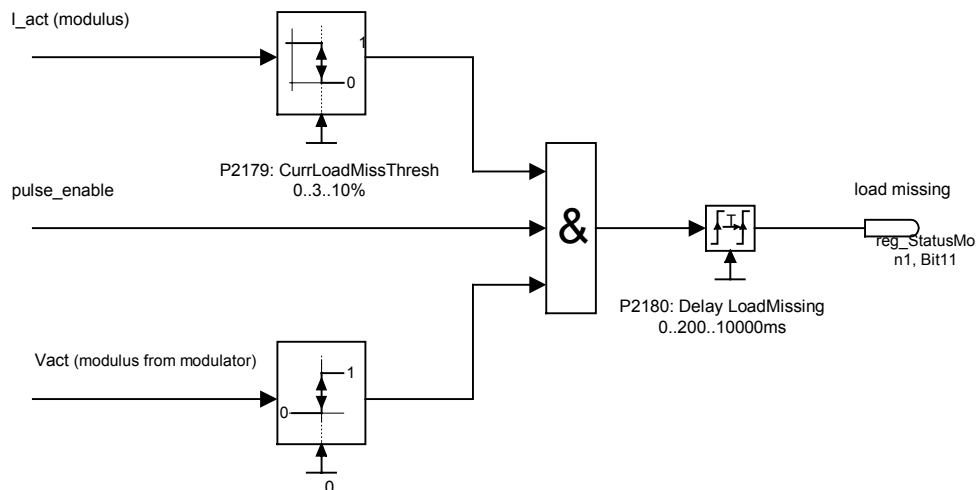 I_act (modulus)
1
0
P2179: CurrLoadMissThresh
0..3..10%
pulse_enable
&
T
load missing
reg_StatusMo
n1, Bit11
P2180: Delay LoadMissing
0..200..10000ms
Vact (modulus from modulator)
1
0
0